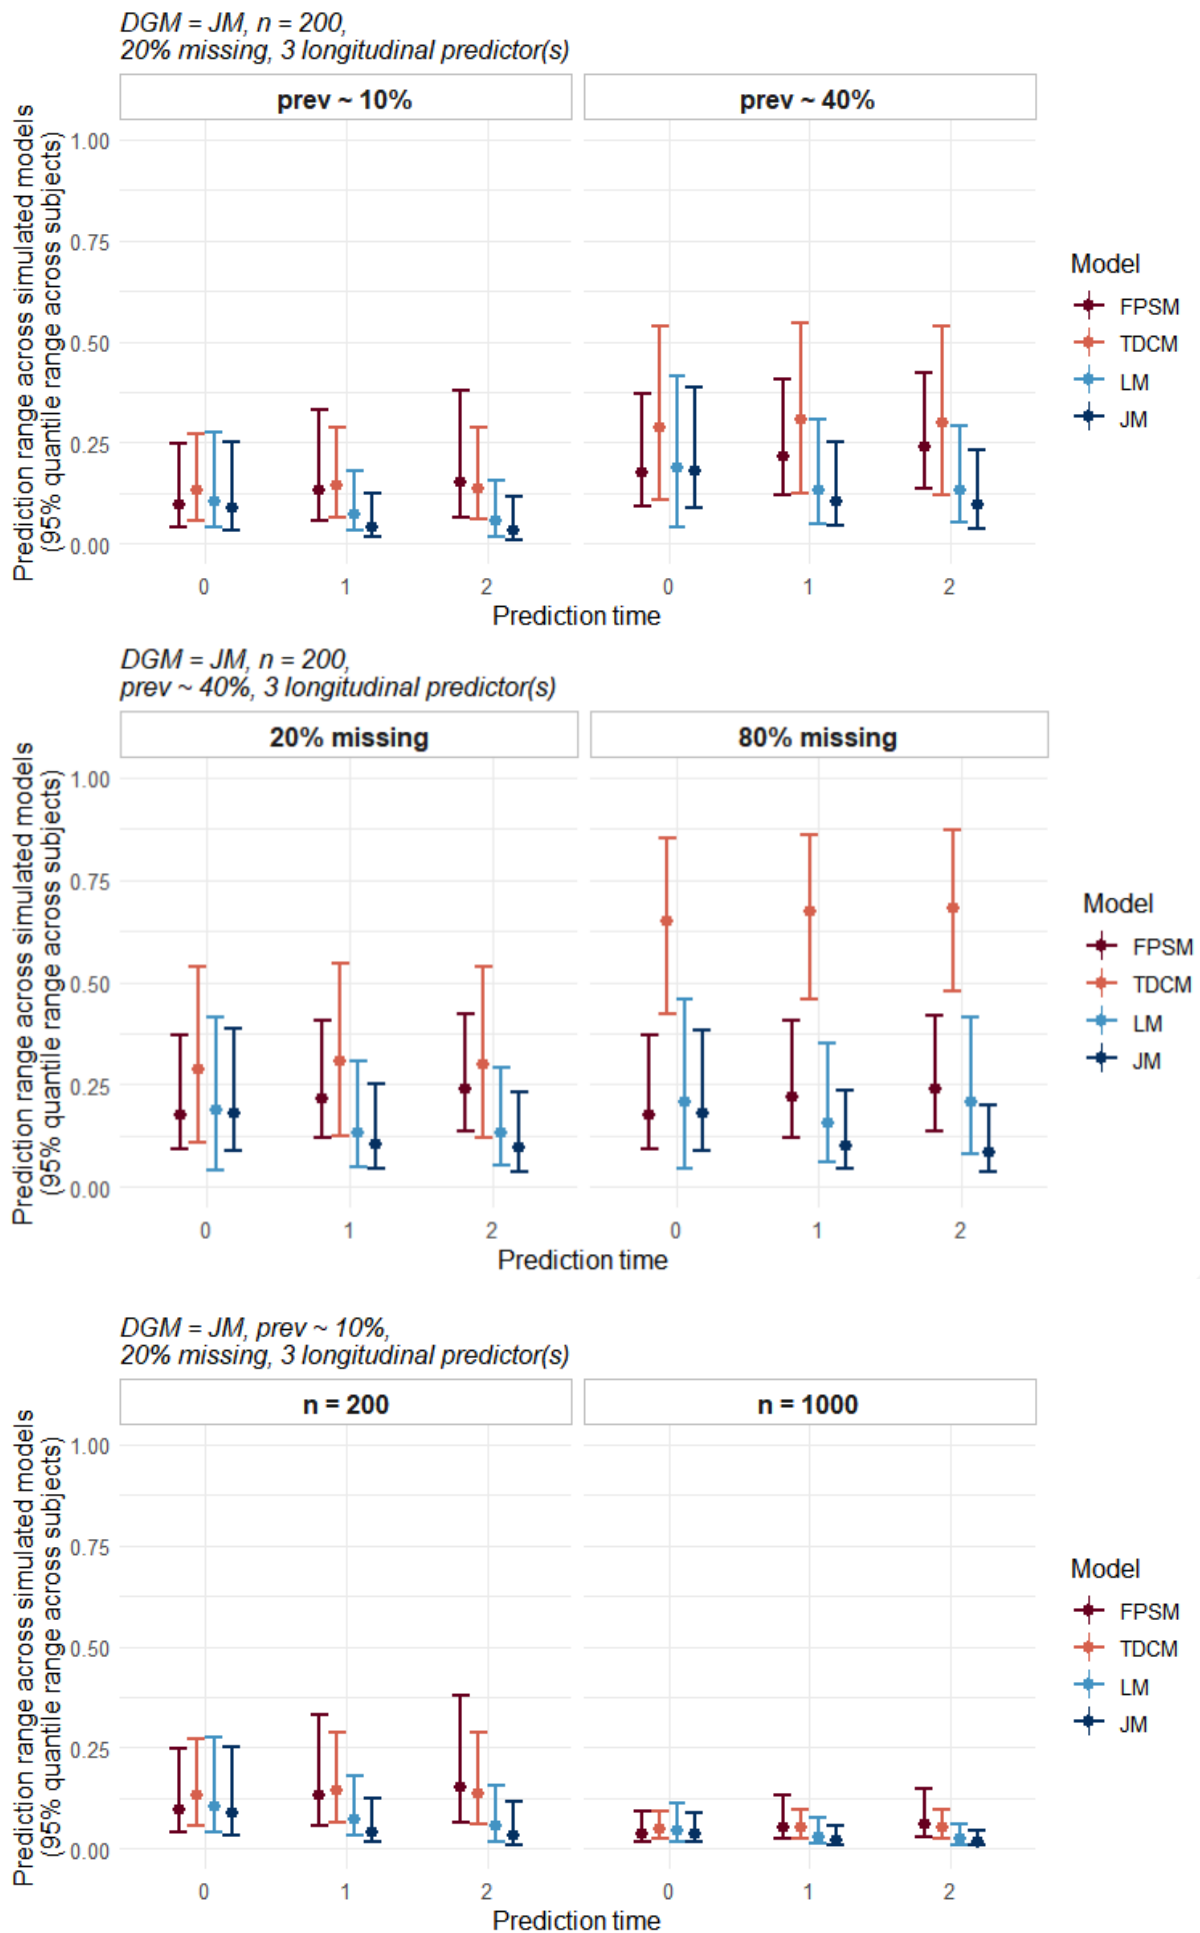 DGM = JM, n = 200,
20% missing, 3 longitudinal predictor(s)
prev ~ 10%
prev ~ 40%
Prediction range across simulated models
(95% quantile range across subjects)
1.00
0.75
0.50
0.25
0.00
0
1
2
0
1
2
Prediction time
Model
FPSM
TDCM
LM
JM
DGM = JM, n = 200,
prev ~ 40%, 3 longitudinal predictor(s)
20% missing
80% missing
Prediction range across simulated models
(95% quantile range across subjects)
1.00
0.75
0.50
0.25
0.00
0
1
2
0
1
2
Prediction time
Model
FPSM
TDCM
LM
JM
DGM = JM, prev ~ 10%,
20% missing, 3 longitudinal predictor(s)
n = 200
n = 1000
Prediction range across simulated models
(95% quantile range across subjects)
1.00
0.75
0.50
0.25
0.00
0
1
2
0
1
2
Prediction time
Model
FPSM
TDCM
LM
JM